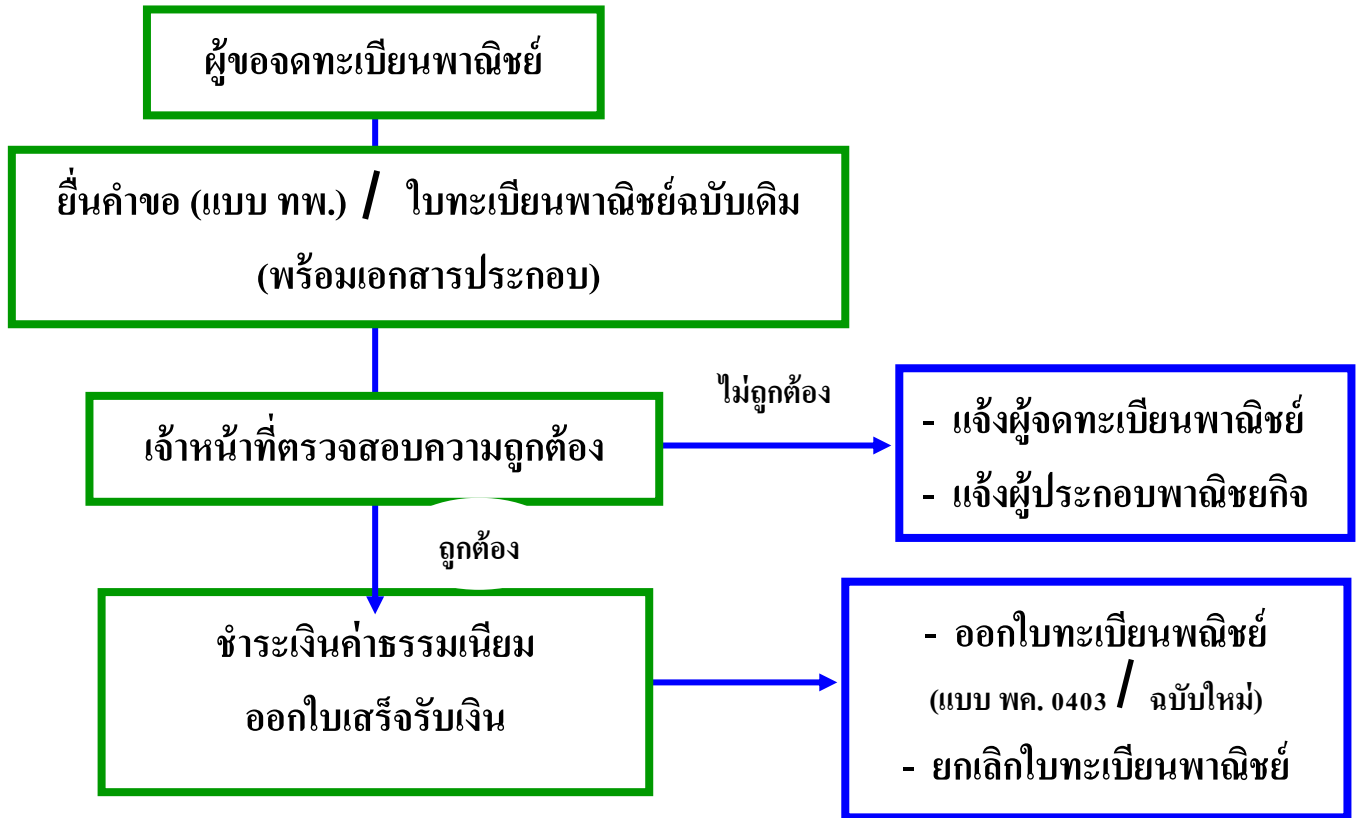 ผู้ขอจดทะเบียนพาณิชย์
ยื่นคำขอ (แบบ ทพ.) / ใบทะเบียนพาณิชย์ฉบับเดิม
(พร้อมเอกสารประกอบ)
เจ้าหน้าที่ตรวจสอบความถูกต้อง
ไม่ถูกต้อง
- แจ้งผู้จดทะเบียนพาณิชย์
- แจ้งผู้ประกอบพาณิชยกิจ
ถูกต้อง
ชำระเงินค่าธรรมเนียม
ออกใบเสร็จรับเงิน
- ออกใบทะเบียนพณิชย์
(แบบ พค. 0403 / ฉบับใหม่)
- ยกเลิกใบทะเบียนพาณิชย์